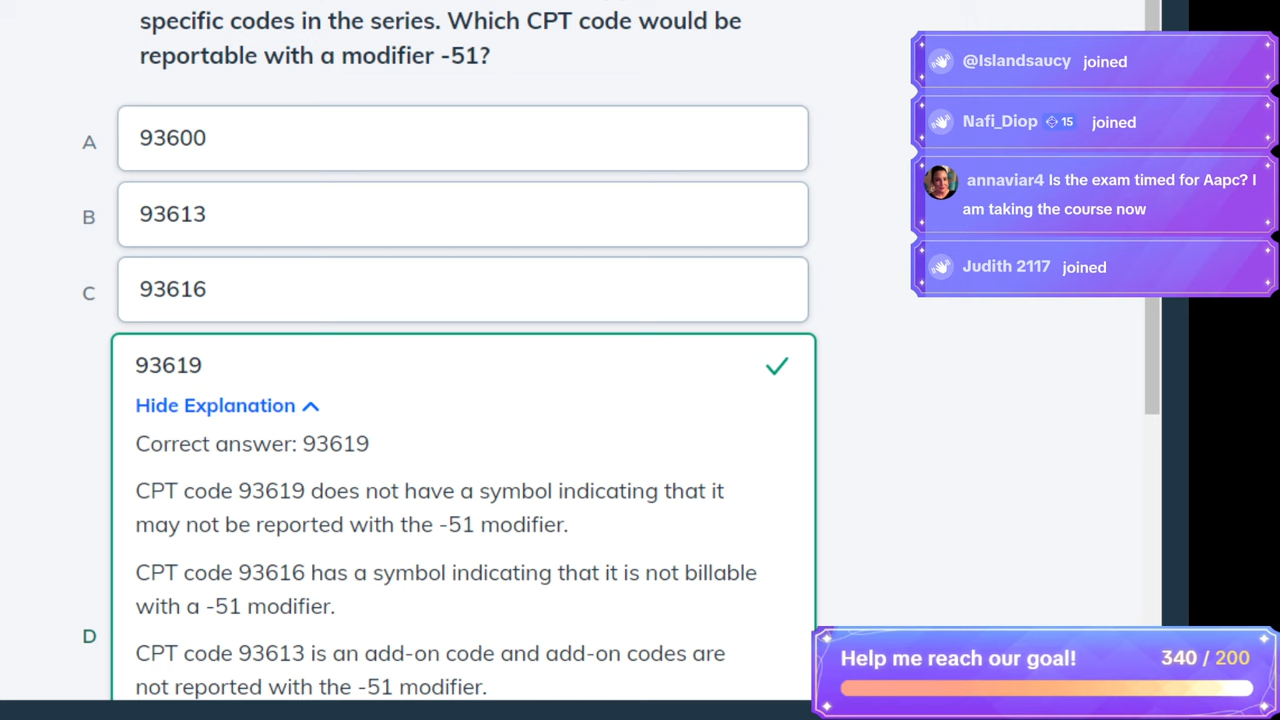 specific codes in the series. Which CPT code would be
reportable with a modifier -51?
A
93600
B
93613
C
93616
D
93619
Hide Explanation
Correct answer: 93619
CPT code 93619 does not have a symbol indicating that it
may not be reported with the -51 modifier.
CPT code 93616 has a symbol indicating that it is not billable
with a -51 modifier.
CPT code 93613 is an add-on code and add-on codes are
not reported with the -51 modifier.
@Islandsaucy joined
Nafi_Diop 15 joined
annaviar4 Is the exam timed for Aapc? I
am taking the course now
Judith 2117 joined
Help me reach our goal! 340 / 200